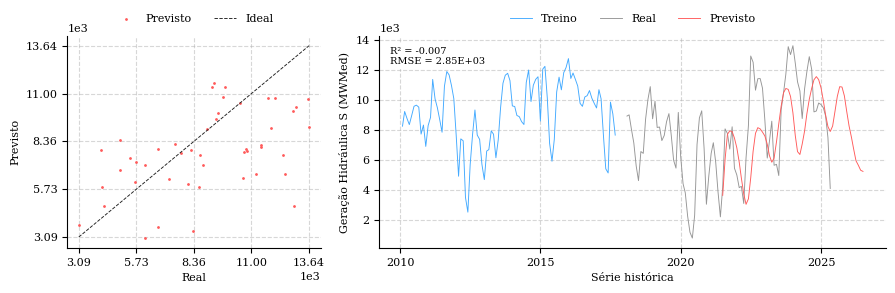 Previsto
Ideal
1e3
13.64
11.00
8.36
5.73
3.09
Previsto
3.09
5.73
8.36
11.00
13.64
1e3
Real
Treino
Real
Previsto
1e3
R² = -0.007
RMSE = 2.85E+03
14
12
10
8
6
4
2
Geração Hidráulica S (MWMed)
2010
2015
2020
2025
Série histórica